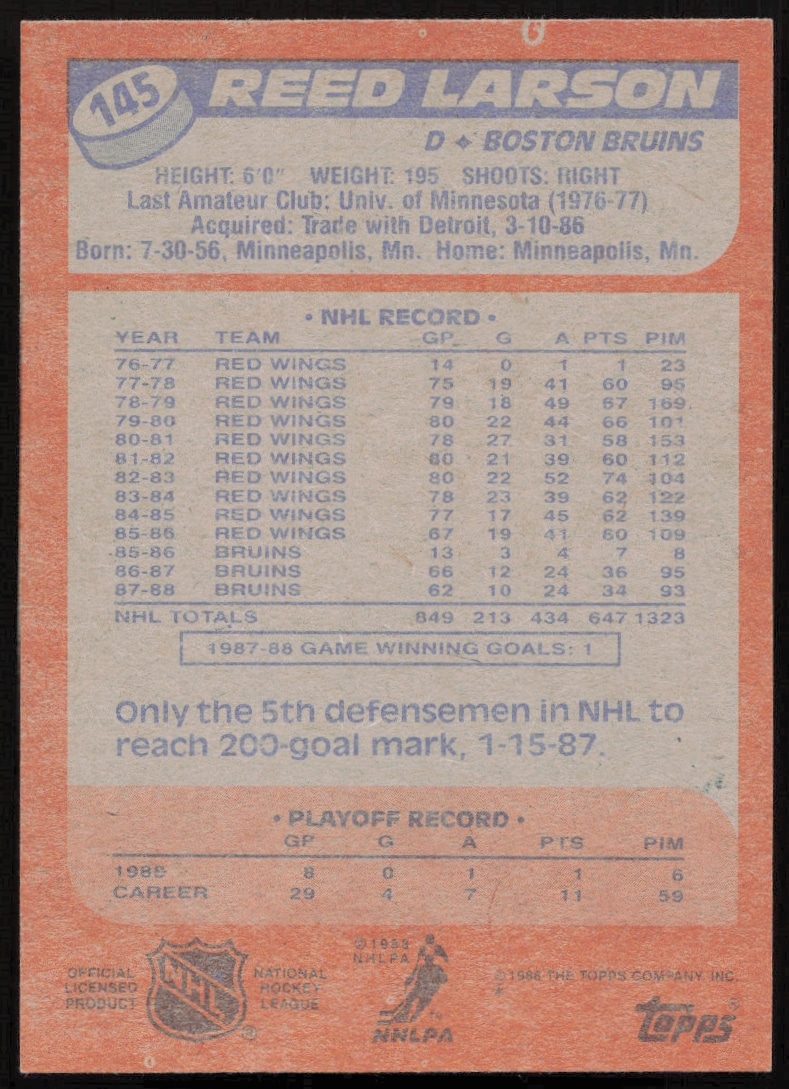 145
REED LARSON
D ✦ BOSTON BRUINS
HEIGHT: 6'0" WEIGHT: 195 SHOOTS: RIGHT
Last Amateur Club: Univ. of Minnesota (1976-77)
Acquired: Trade with Detroit, 3-10-86
Born: 7-30-56, Minneapolis, Mn. Home: Minneapolis, Mn.
• NHL RECORD •
YEAR TEAM GP G A PTS PIM
76-77 RED WINGS 14 0 1 1 23
77-78 RED WINGS 75 19 41 60 95
78-79 RED WINGS 79 18 49 67 169
79-80 RED WINGS 80 22 44 66 101
80-81 RED WINGS 78 27 31 58 153
81-82 RED WINGS 80 21 39 60 112
82-83 RED WINGS 80 22 52 74 104
83-84 RED WINGS 78 23 39 62 122
84-85 RED WINGS 77 17 45 62 139
85-86 RED WINGS 67 19 41 60 109
85-86 BRUINS 13 3 4 7 8
86-87 BRUINS 66 12 24 36 95
87-88 BRUINS 62 10 24 34 93
NHL TOTALS 849 213 434 647 1323
1987-88 GAME WINNING GOALS: 1
Only the 5th defensemen in NHL to
reach 200-goal mark, 1-15-87.
• PLAYOFF RECORD •
GP G A PTS PIM
1988 8 0 1 1 6
CAREER 29 4 7 11 59
OFFICIAL
LICENSED
PRODUCT
NHL
NATIONAL
HOCKEY
LEAGUE
NHLPA
THE TOPPS COMPANY, INC.
topps